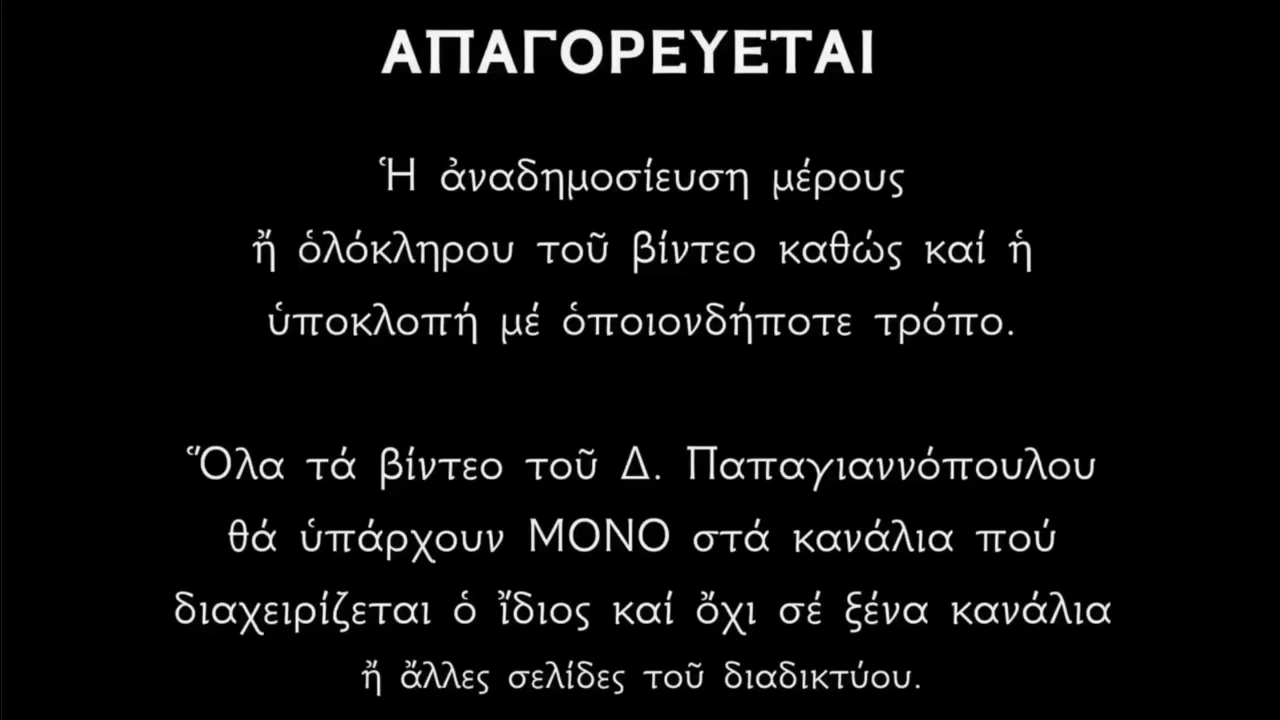 ΑΠΑΓΟΡΕΥΕΤΑΙ
Ἡ ἀναδημοσίευση μέρους
ἤ ὁλόκληρου τοῦ βίντεο καθώς καί ἡ
ὑποκλοπή μέ ὁποιονδήποτε τρόπο.
Ὅλα τά βίντεο τοῦ Δ. Παπαγιαννόπουλου
θά ὑπάρχουν ΜΟΝΟ στά κανάλια πού
διαχειρίζεται ὁ ἴδιος καί ὄχι σέ ξένα κανάλια
ἤ ἄλλες σελίδες τοῦ διαδικτύου.